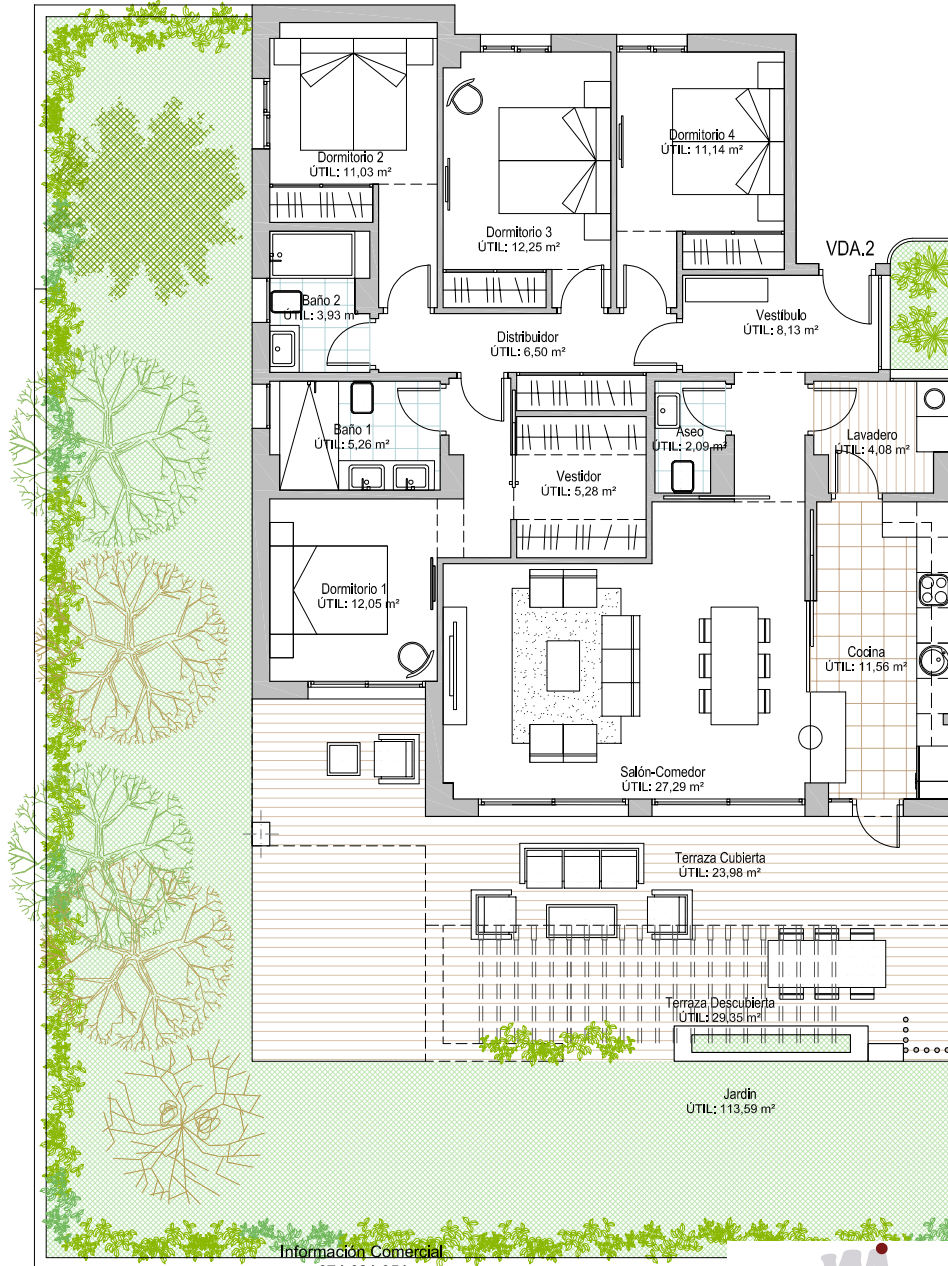 Dormitorio 2
ÚTIL: 11,03 m²
Dormitorio 4
ÚTIL: 11,14 m²
Dormitorio 3
ÚTIL: 12,25 m²
VDA.2
Baño 2
ÚTIL: 3,93 m²
Vestíbulo
ÚTIL: 8,13 m²
Distribuidor
ÚTIL: 6,50 m²
Baño 1
ÚTIL: 5,26 m²
Aseo
ÚTIL: 2,09 m²
Lavadero
ÚTIL: 4,08 m²
Vestidor
ÚTIL: 5,28 m²
Dormitorio 1
ÚTIL: 12,05 m²
Cocina
ÚTIL: 11,56 m²
Salón-Comedor
ÚTIL: 27,29 m²
Terraza Cubierta
ÚTIL: 23,98 m²
Terraza Descubierta
ÚTIL: 29,35 m²
Jardín
ÚTIL: 113,59 m²
Información Comercial